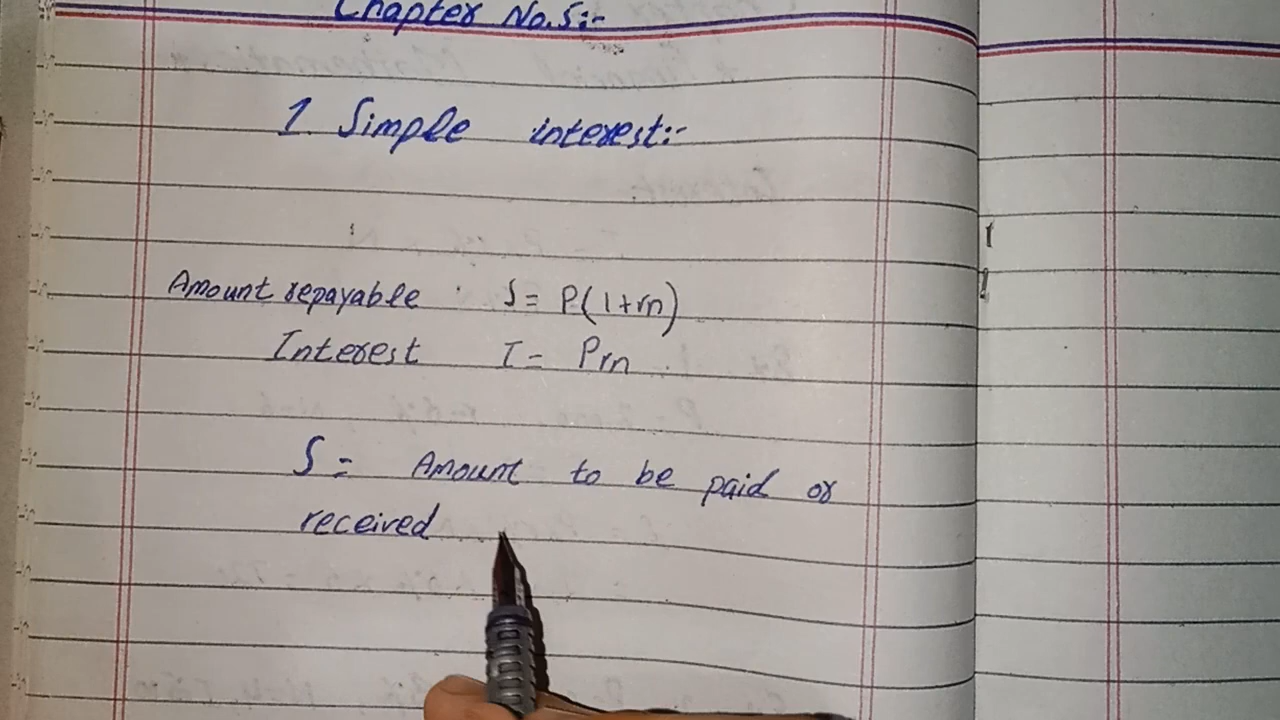 Chapter No.5:-
1. Simple interest:-
Amount repayable S = P(1+rn)
Interest I = Prn
S = Amount to be paid or
received